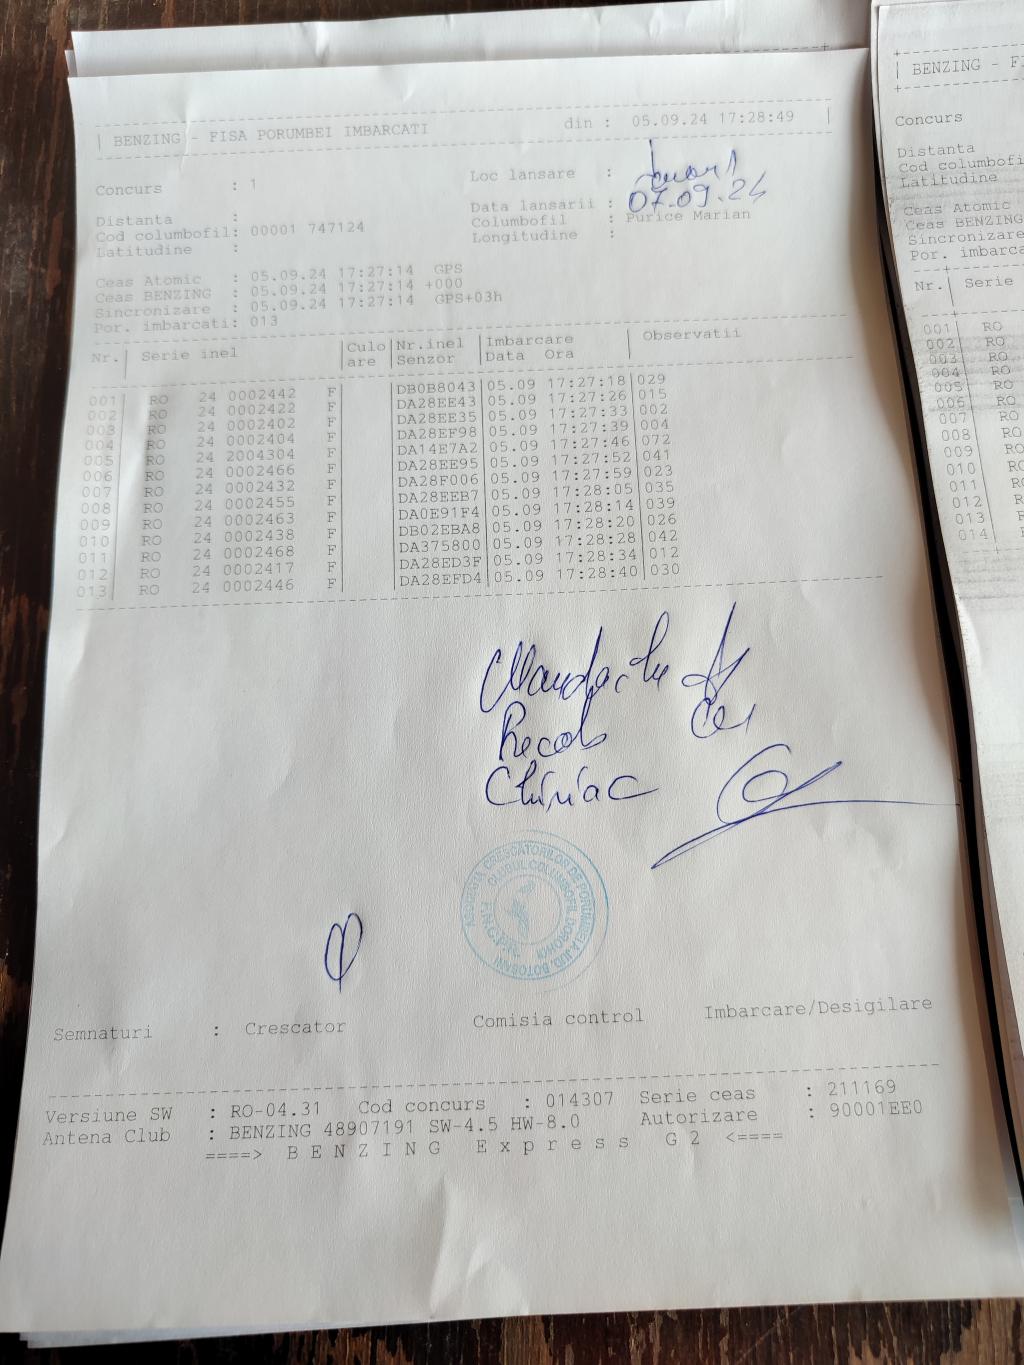 BENZING - FISA PORUMBEI IMBARCATI din : 05.09.24 17:28:49
Concurs : 1 Loc lansare :
Data lansarii : 07.09.24
Distanta : Columbofil : Purice Marian
Cod columbofil: 00001 747124 Longitudine :
Latitudine :
Ceas Atomic : 05.09.24 17:27:14 GPS
Ceas BENZING : 05.09.24 17:27:14 +000
Sincronizare : 05.09.24 17:27:14 GPS+03h
Por. imbarcati: 013
Nr. Serie inel Culo Nr.inel Imbarcare Observatii
are Senzor Data Ora
001 RO 24 0002442 F DB0B8043 05.09 17:27:18 029
002 RO 24 0002422 F DA28EE43 05.09 17:27:26 015
003 RO 24 0002402 F DA28EE35 05.09 17:27:33 002
004 RO 24 0002404 F DA28EF98 05.09 17:27:39 004
005 RO 24 2004304 F DA14E7A2 05.09 17:27:46 072
006 RO 24 0002466 F DA28EE95 05.09 17:27:52 041
007 RO 24 0002432 F DA28F006 05.09 17:27:59 023
008 RO 24 0002455 F DA28EEB7 05.09 17:28:05 035
009 RO 24 0002463 F DA0E91F4 05.09 17:28:14 039
010 RO 24 0002438 F DB02EBA8 05.09 17:28:20 026
011 RO 24 0002468 F DA375800 05.09 17:28:28 042
012 RO 24 0002417 F DA28ED3F 05.09 17:28:34 012
013 RO 24 0002446 F DA28EFD4 05.09 17:28:40 030
Chiriac
ASOCIATIA CRESCATORILOR DE PORUMBEI A JUD. BOTOSANI
CLUBUL COLUMBOFIL DOROHOI
Semnaturi : Crescator Comisia control Imbarcare/Desigilare
Versiune SW : RO-04.31 Cod concurs : 014307 Serie ceas : 211169
Antena Club : BENZING 48907191 SW-4.5 HW-8.0 Autorizare : 90001EE0
====> B E N Z I N G E x p r e s s G 2 <====
BENZING - F
Concurs
Distanta
Cod columbofi
Latitudine
Ceas Atomic
Ceas BENZING
Sincronizare
Por. imbarca
Nr. Serie
001 RO
002 RO
003 RO
004 RO
005 RO
006 RO
007 RO
008 RO
009 RO
010 RO
011 R
012 R
013
014